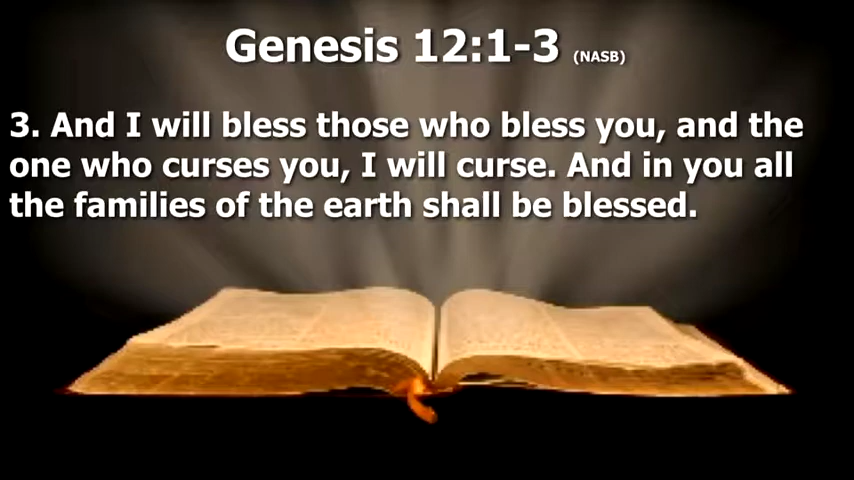 Genesis 12:1-3 (NASB)
3. And I will bless those who bless you, and the
one who curses you, I will curse. And in you all
the families of the earth shall be blessed.